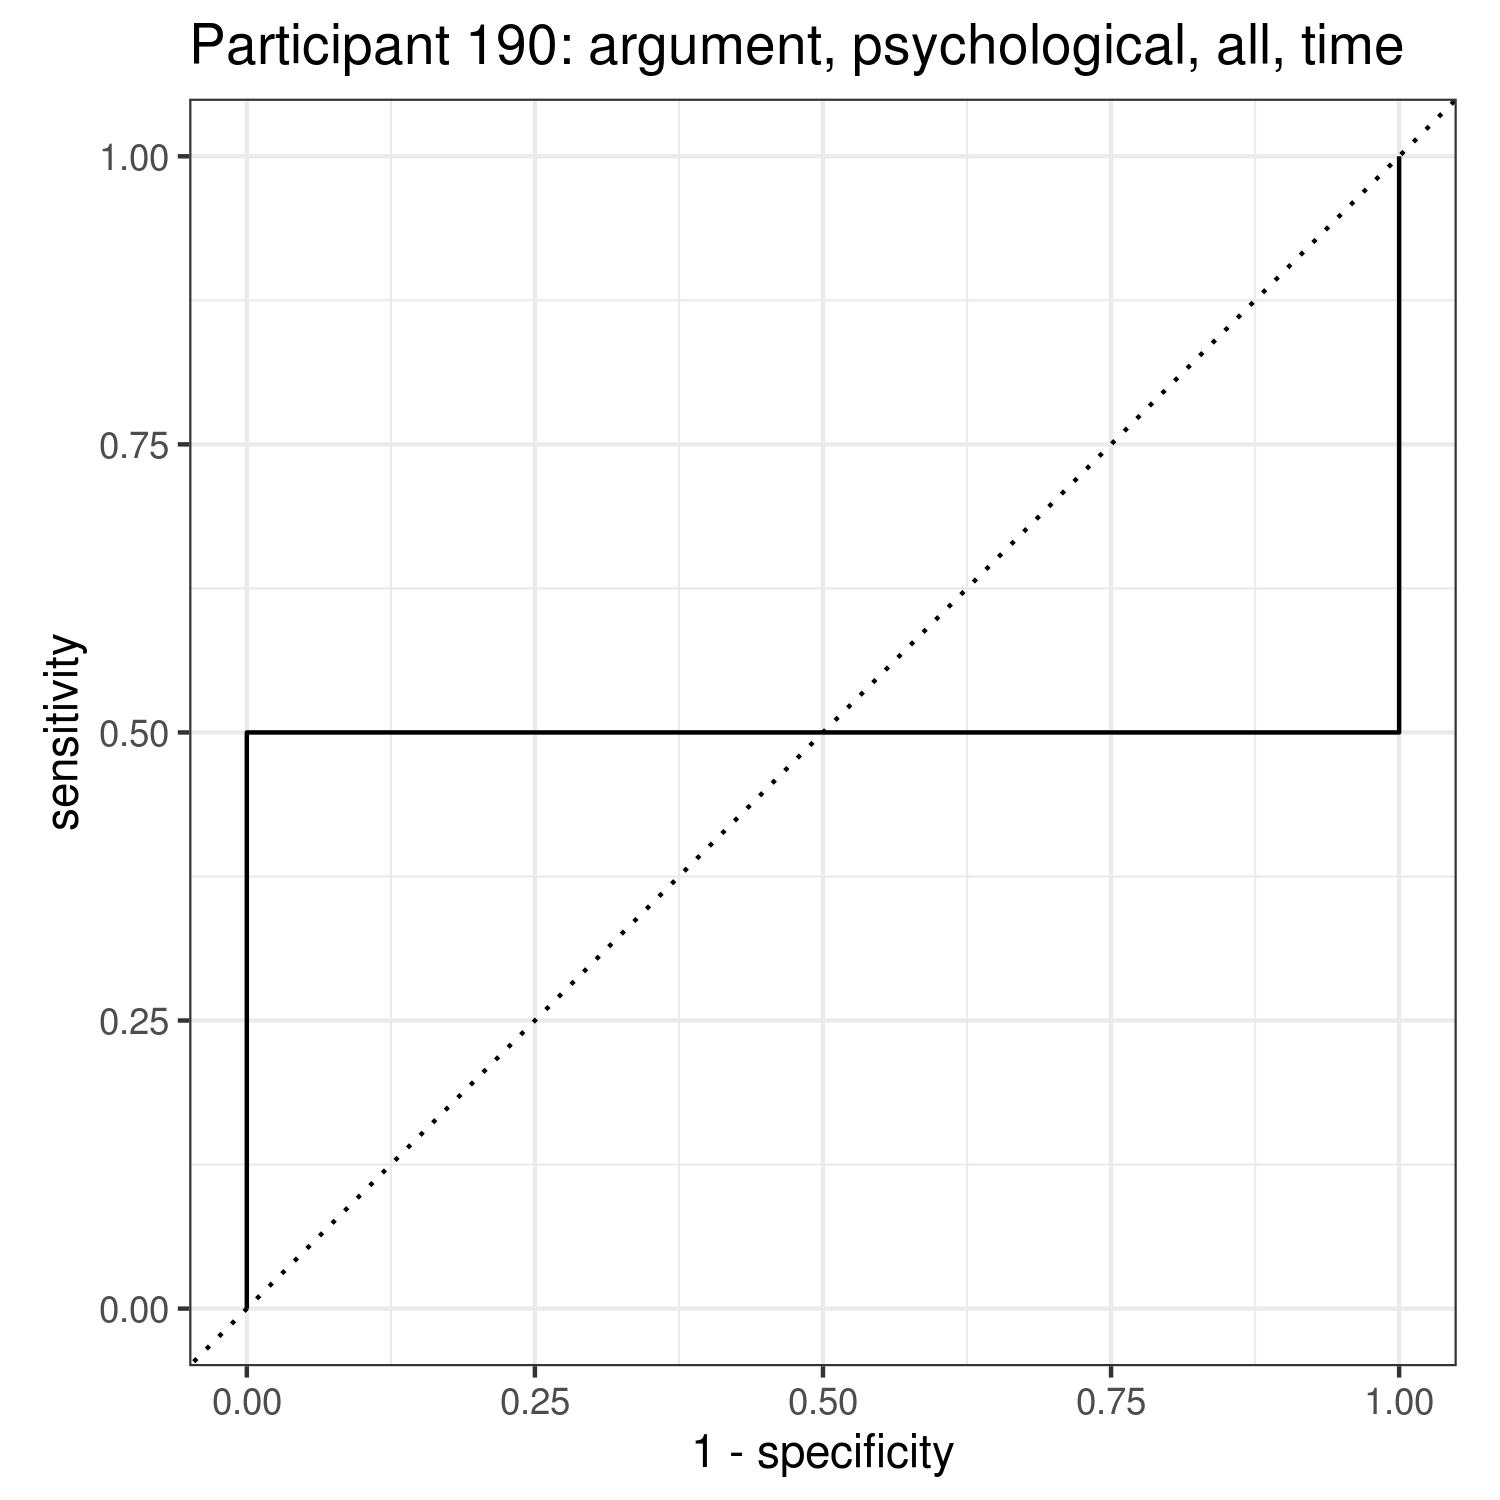 Participant 190: argument, psychological, all, time
1.00
0.75
0.50
0.25
0.00
sensitivity
0.00 0.25 0.50 0.75 1.00
1 - specificity